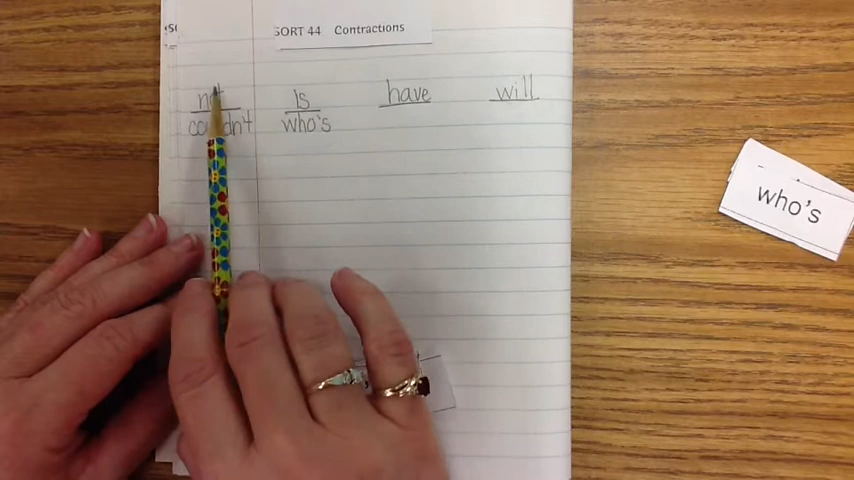 SORT 44 Contractions
not is have will
couldn't who's
who's